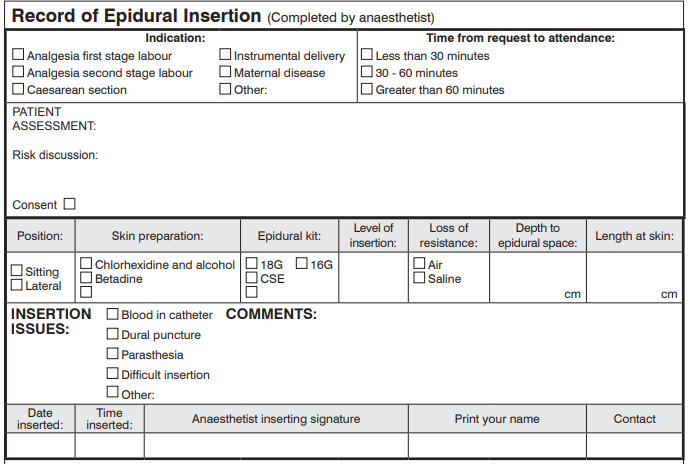 Record of Epidural Insertion (Completed by anaesthetist)
Indication:
Analgesia first stage labour
Instrumental delivery
Analgesia second stage labour
Maternal disease
Caesarean section
Other:
Time from request to attendance:
Less than 30 minutes
30 - 60 minutes
Greater than 60 minutes
PATIENT
ASSESSMENT:
Risk discussion:
Consent
Position:
Skin preparation:
Epidural kit:
Level of
insertion:
Loss of
resistance:
Depth to
epidural space:
Length at skin:
Sitting
Lateral
Chlorhexidine and alcohol
Betadine
18G 16G
CSE
Air
Saline
cm
cm
INSERTION
ISSUES:
Blood in catheter
Dural puncture
Parasthesia
Difficult insertion
Other:
COMMENTS:
Date
inserted:
Time
inserted:
Anaesthetist inserting signature
Print your name
Contact